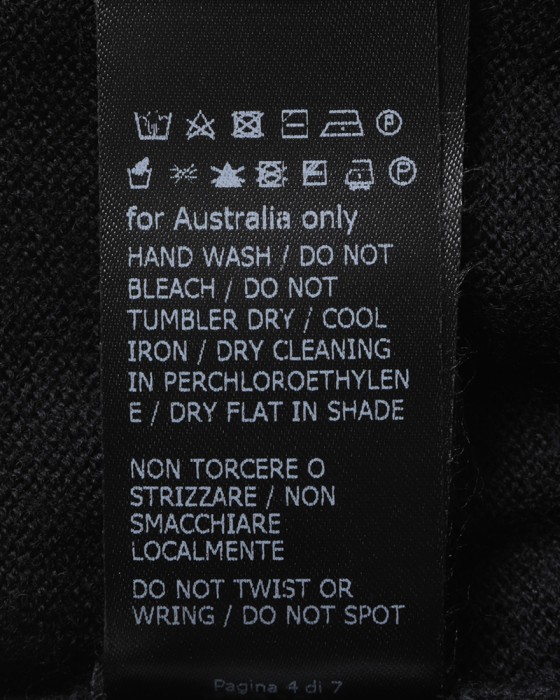 for Australia only
HAND WASH / DO NOT
BLEACH / DO NOT
TUMBLER DRY / COOL
IRON / DRY CLEANING
IN PERCHLOROETHYLEN
E / DRY FLAT IN SHADE
NON TORCERE O
STRIZZARE / NON
SMACCHIARE
LOCALMENTE
DO NOT TWIST OR
WRING / DO NOT SPOT
Pagina 4 di 7